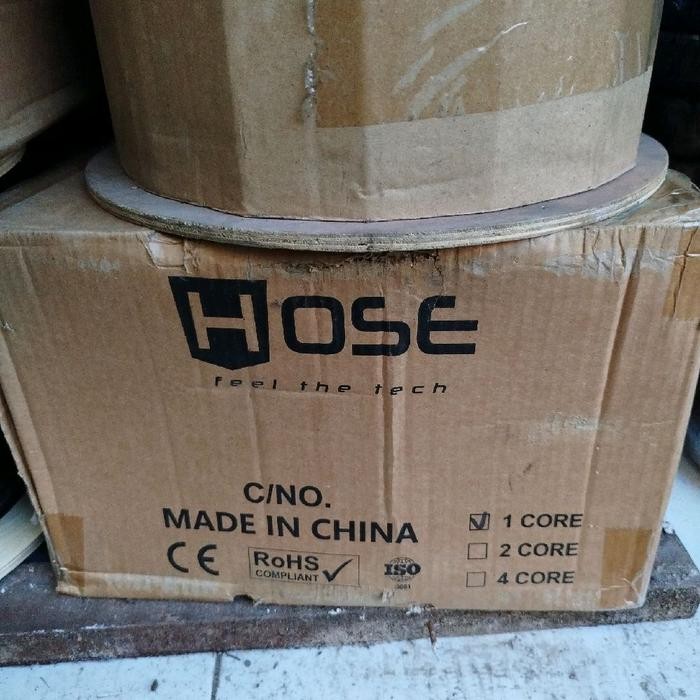 HOSE
feel the tech
C/NO.
MADE IN CHINA
CE
RoHS
COMPLIANT
ISO
1 CORE
2 CORE
4 CORE